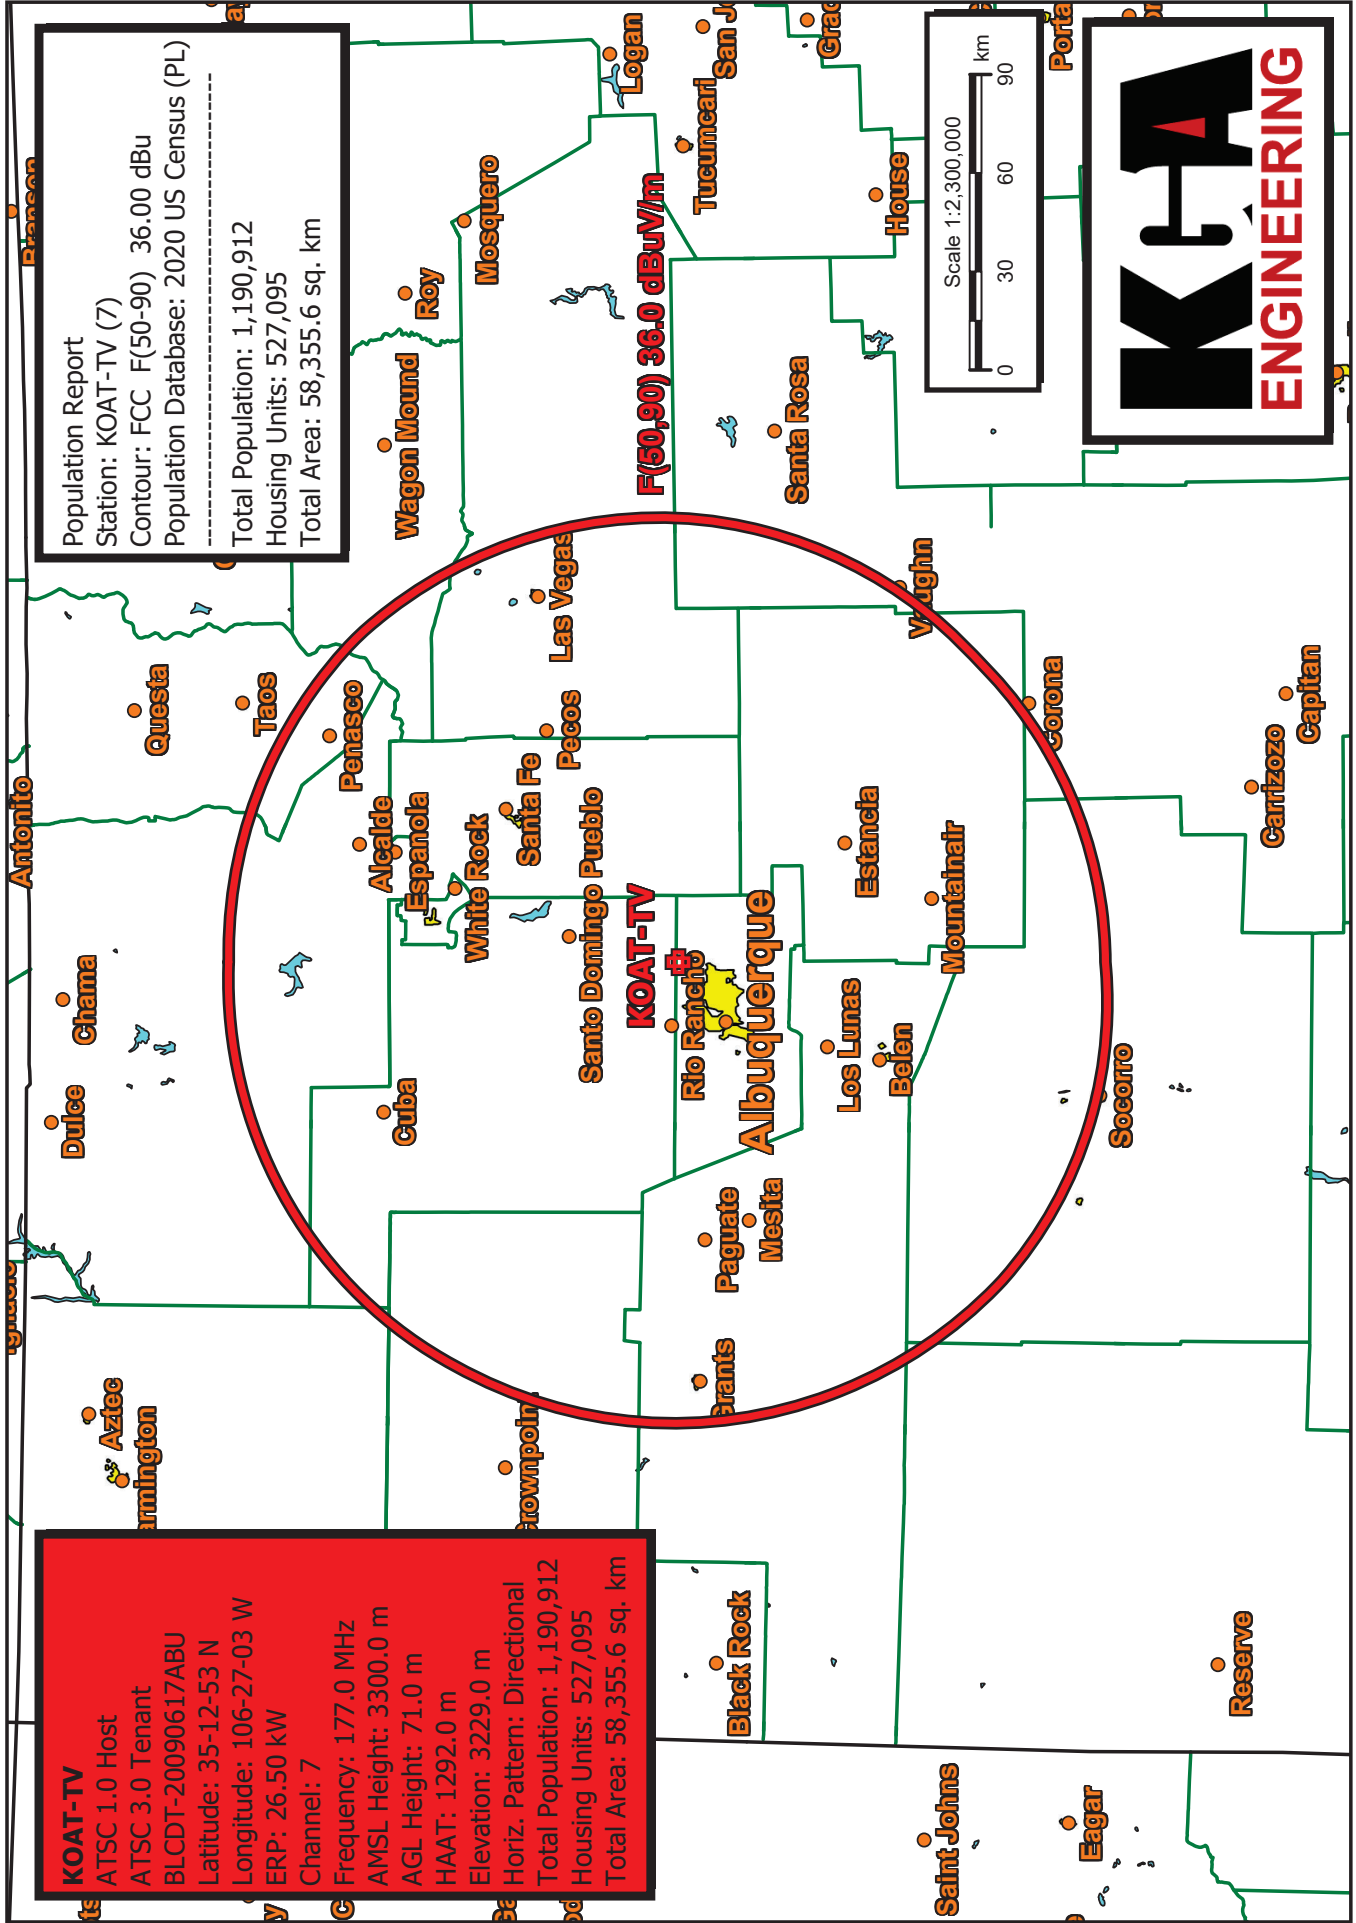 KOAT-TV
ATSC 1.0 Host
ATSC 3.0 Tenant
BLCDT-20090617ABU
Latitude: 35-12-53 N
Longitude: 106-27-03 W
ERP: 26.50 kW
Channel: 7
Frequency: 177.0 MHz
AMSL Height: 3300.0 m
AGL Height: 71.0 m
HAAT: 1292.0 m
Elevation: 3229.0 m
Horiz. Pattern: Directional
Total Population: 1,190,912
Housing Units: 527,095
Total Area: 58,355.6 sq. km
Population Report
Station: KOAT-TV (7)
Contour: FCC F(50-90) 36.00 dBu
Population Database: 2020 US Census (PL)
--------------------------------------------------
Total Population: 1,190,912
Housing Units: 527,095
Total Area: 58,355.6 sq. km
Antonito
Branson
Dulce
Chama
Aztec
armington
Questa
Taos
Penasco
Alcalde
Espanola
Cuba
Wagon Mound
Roy
Mosquero
White Rock
Santa Fe
Pecos
Las Vegas
rownpoin
Santo Domingo Pueblo
Logan
KOAT-TV
F(50,90) 36.0 dBuV/m
Rio Rancho
Tucumcari
San J
Grants
Paguate
Black Rock
Mesita
Albuquerque
Santa Rosa
Grad
Los Lunas
Estancia
Belen
House
Vaughn
Saint Johns
Mountainair
Corona
Porta
Eagar
Socorro
Reserve
Carrizozo
Capitan
Scale 1:2,300,000
0 30 60 90 km
KGA
ENGINEERING